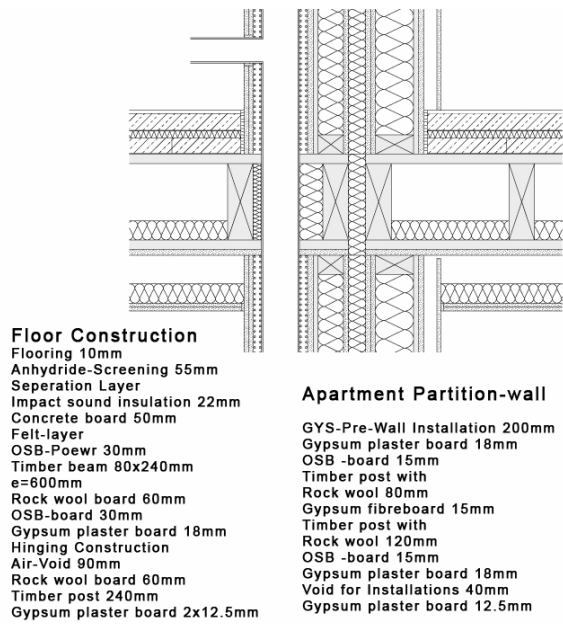 Floor Construction
Flooring 10mm
Anhydride-Screening 55mm
Seperation Layer
Impact sound insulation 22mm
Concrete board 50mm
Felt-layer
OSB-Poewr 30mm
Timber beam 80x240mm
e=600mm
Rock wool board 60mm
OSB-board 30mm
Gypsum plaster board 18mm
Hinging Construction
Air-Void 90mm
Rock wool board 60mm
Timber post 240mm
Gypsum plaster board 2x12.5mm
Apartment Partition-wall
GYS-Pre-Wall Installation 200mm
Gypsum plaster board 18mm
OSB -board 15mm
Timber post with
Rock wool 80mm
Gypsum fibreboard 15mm
Timber post with
Rock wool 120mm
OSB -board 15mm
Gypsum plaster board 18mm
Void for Installations 40mm
Gypsum plaster board 12.5mm